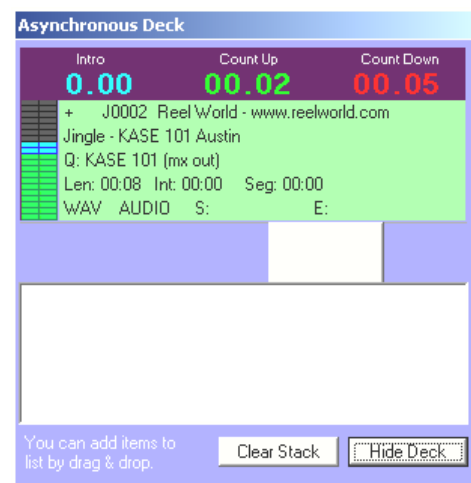 Asynchronous Deck
Intro Count Up Count Down
0.00 00.02 00.05
+ J0002 Reel World - www.reelworld.com
Jingle - KASE 101 Austin
Q: KASE 101 (mx out)
Len: 00:08 Int: 00:00 Seg: 00:00
WAV AUDIO S: E:
You can add items to
list by drag & drop.
Clear Stack
Hide Deck